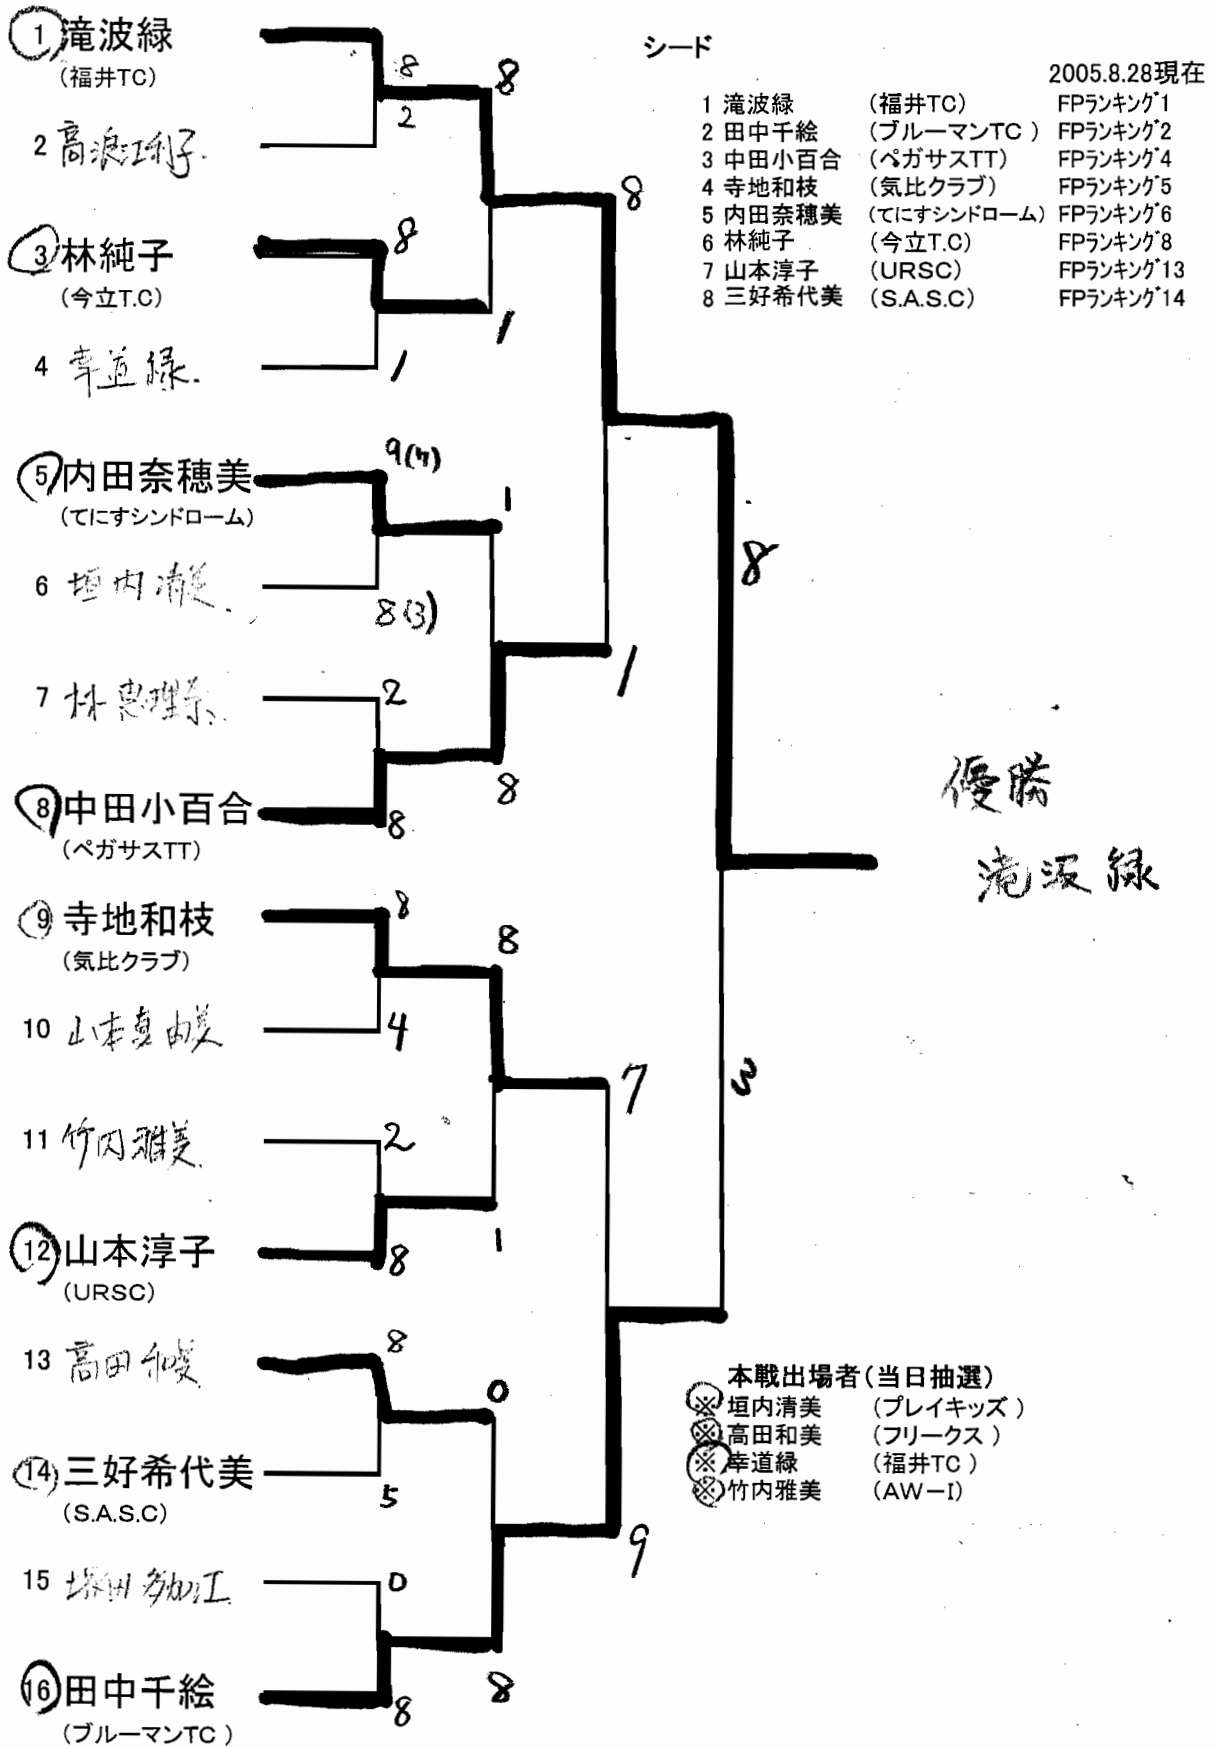 シード
2005.8.28現在
1 滝波緑 (福井TC) FPランキング1
2 田中千絵 (ブルーマンTC ) FPランキング2
3 中田小百合 (ペガサスTT) FPランキング4
4 寺地和枝 (気比クラブ) FPランキング5
5 内田奈穂美 (てにすシンドローム) FPランキング6
6 林純子 (今立T.C) FPランキング8
7 山本淳子 (URSC) FPランキング13
8 三好希代美 (S.A.S.C) FPランキング14
1 滝波緑
(福井TC)
8
8
2
2 高浪江利子
8
3 林純子
(今立T.C)
8
1
4 幸道緑
1
5 内田奈穂美
(てにすシンドローム)
9(7)
1
8
6 垣内清美
8(3)
1
7 林恵理奈
2
8
8 中田小百合
(ペガサスTT)
8
優勝
滝波緑
9 寺地和枝
(気比クラブ)
8
8
10 山本真由美
4
7
3
11 竹内雅美
2
1
12 山本淳子
(URSC)
8
13 高田和美
8
0
14 三好希代美
(S.A.S.C)
5
9
15 多加江
0
8
16 田中千絵
(ブルーマンTC )
8
本戦出場者(当日抽選)
※ 垣内清美 (プレイキッズ )
※ 高田和美 (フリークス )
※ 幸道緑 (福井TC )
※ 竹内雅美 (AW-I)